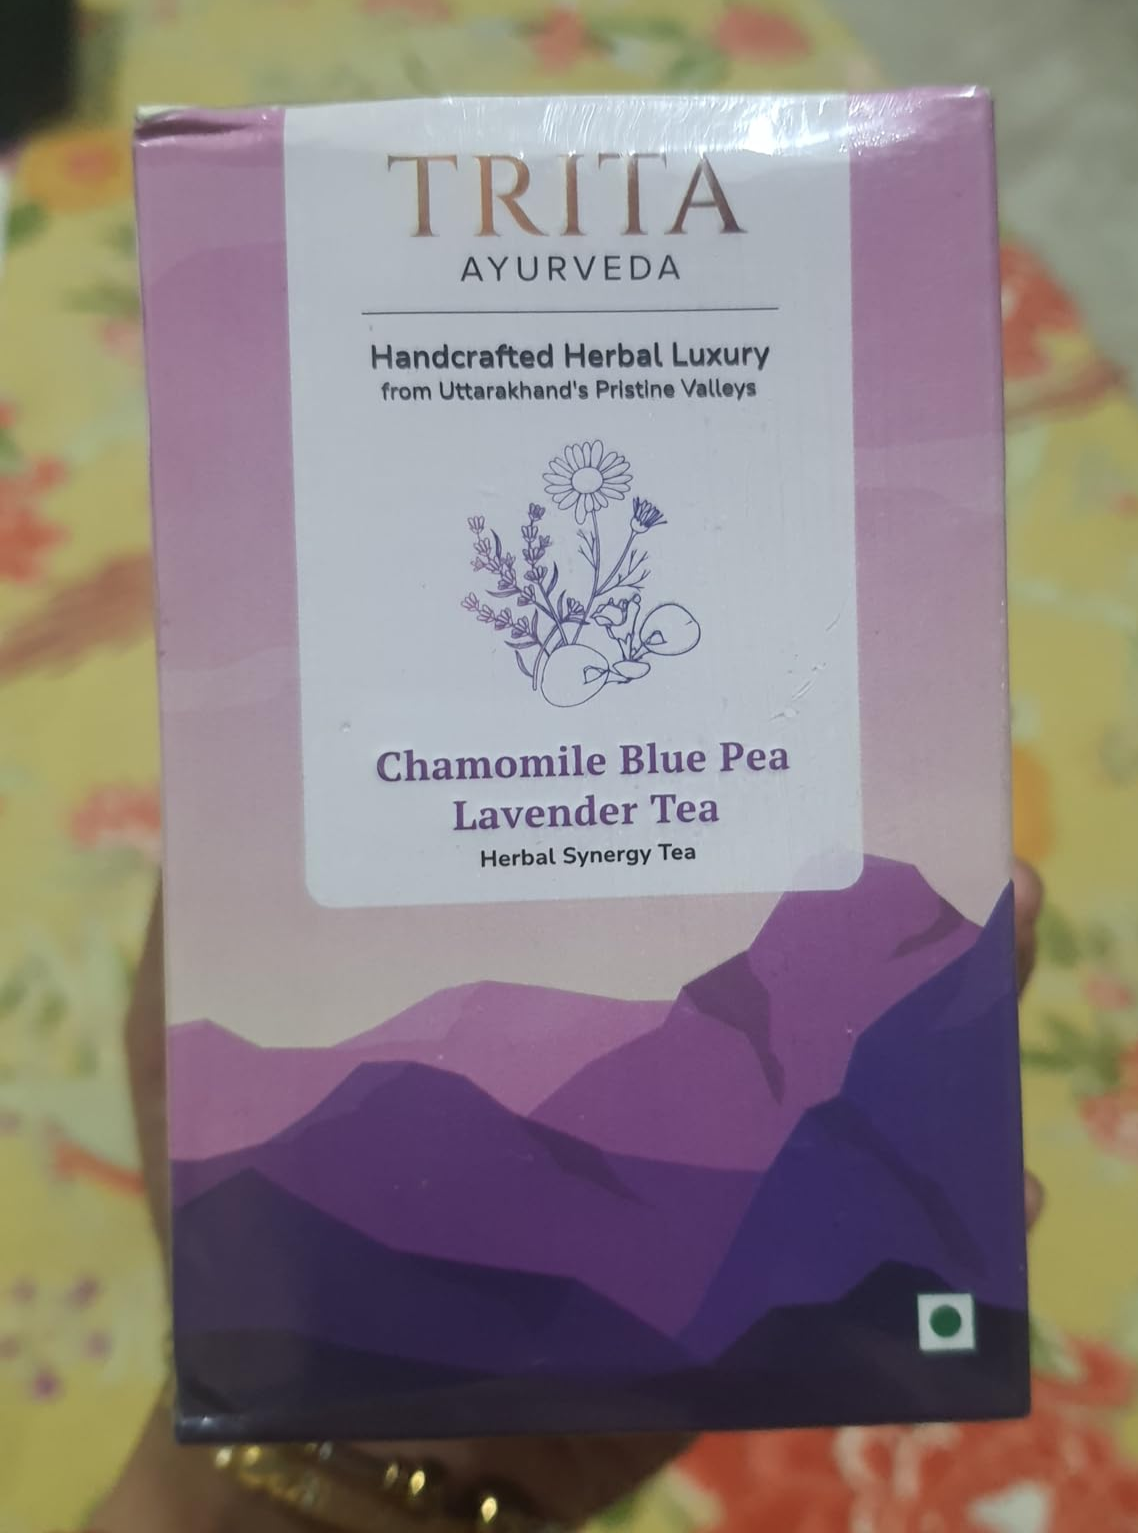 TRITA
AYURVEDA
Handcrafted Herbal Luxury
from Uttarakhand's Pristine Valleys
Chamomile Blue Pea
Lavender Tea
Herbal Synergy Tea